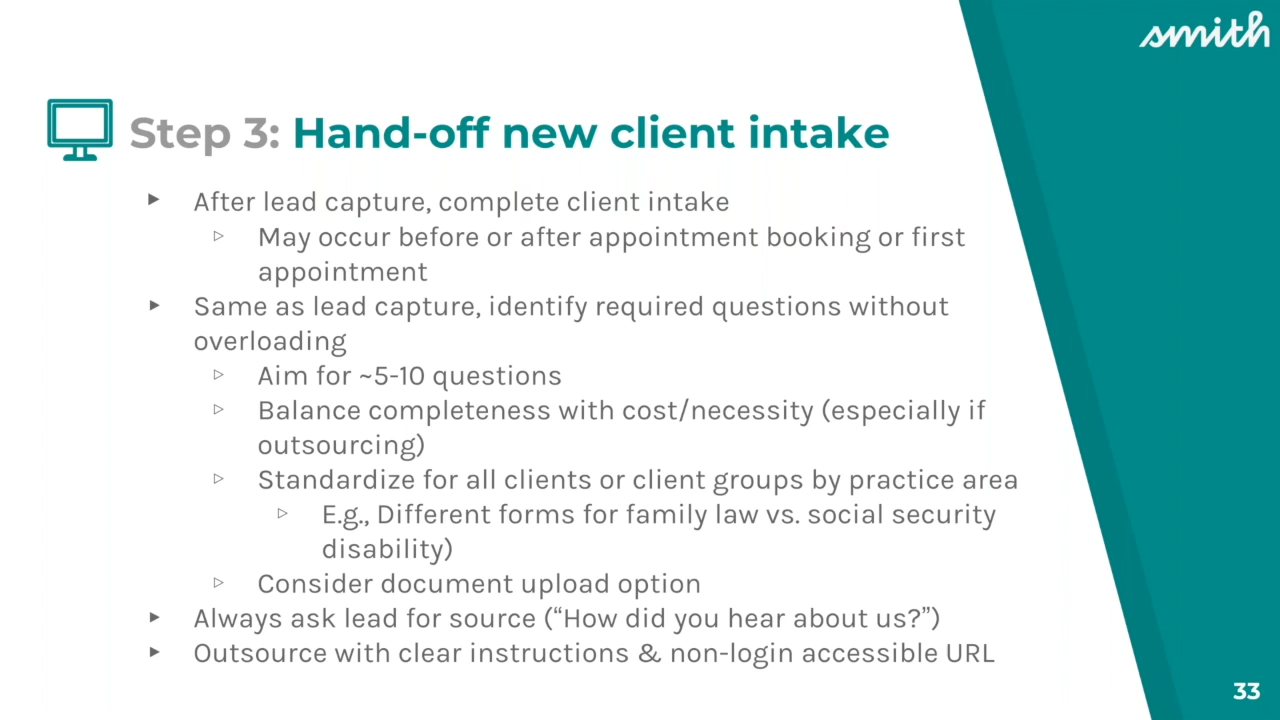 smith
Step 3: Hand-off new client intake
▶ After lead capture, complete client intake
▷ May occur before or after appointment booking or first
appointment
▶ Same as lead capture, identify required questions without
overloading
▷ Aim for ~5-10 questions
▷ Balance completeness with cost/necessity (especially if
outsourcing)
▷ Standardize for all clients or client groups by practice area
▷ E.g., Different forms for family law vs. social security
disability)
▷ Consider document upload option
▶ Always ask lead for source (“How did you hear about us?”)
▶ Outsource with clear instructions & non-login accessible URL
33